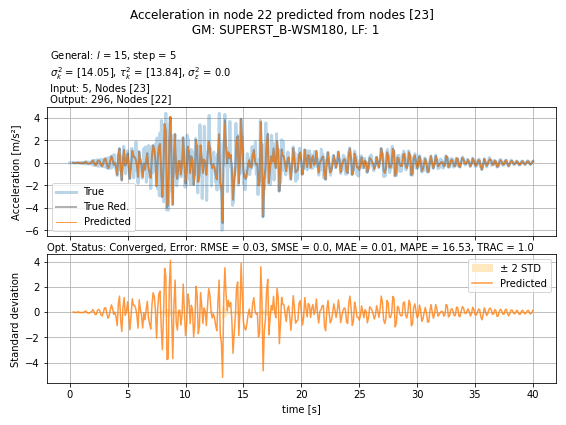 Acceleration in node 22 predicted from nodes [23]
GM: SUPERST_B-WSM180, LF: 1
General: l = 15, step = 5
σ²ₖ = [14.05], τ²ₖ = [13.84], σ²ε = 0.0
Input: 5, Nodes [23]
Output: 296, Nodes [22]
Acceleration [m/s²]
4
2
0
−2
−4
−6
True
True Red.
Predicted
Opt. Status: Converged, Error: RMSE = 0.03, SMSE = 0.0, MAE = 0.01, MAPE = 16.53, TRAC = 1.0
Standard deviation
4
2
0
−2
−4
± 2 STD
Predicted
0 5 10 15 20 25 30 35 40
time [s]